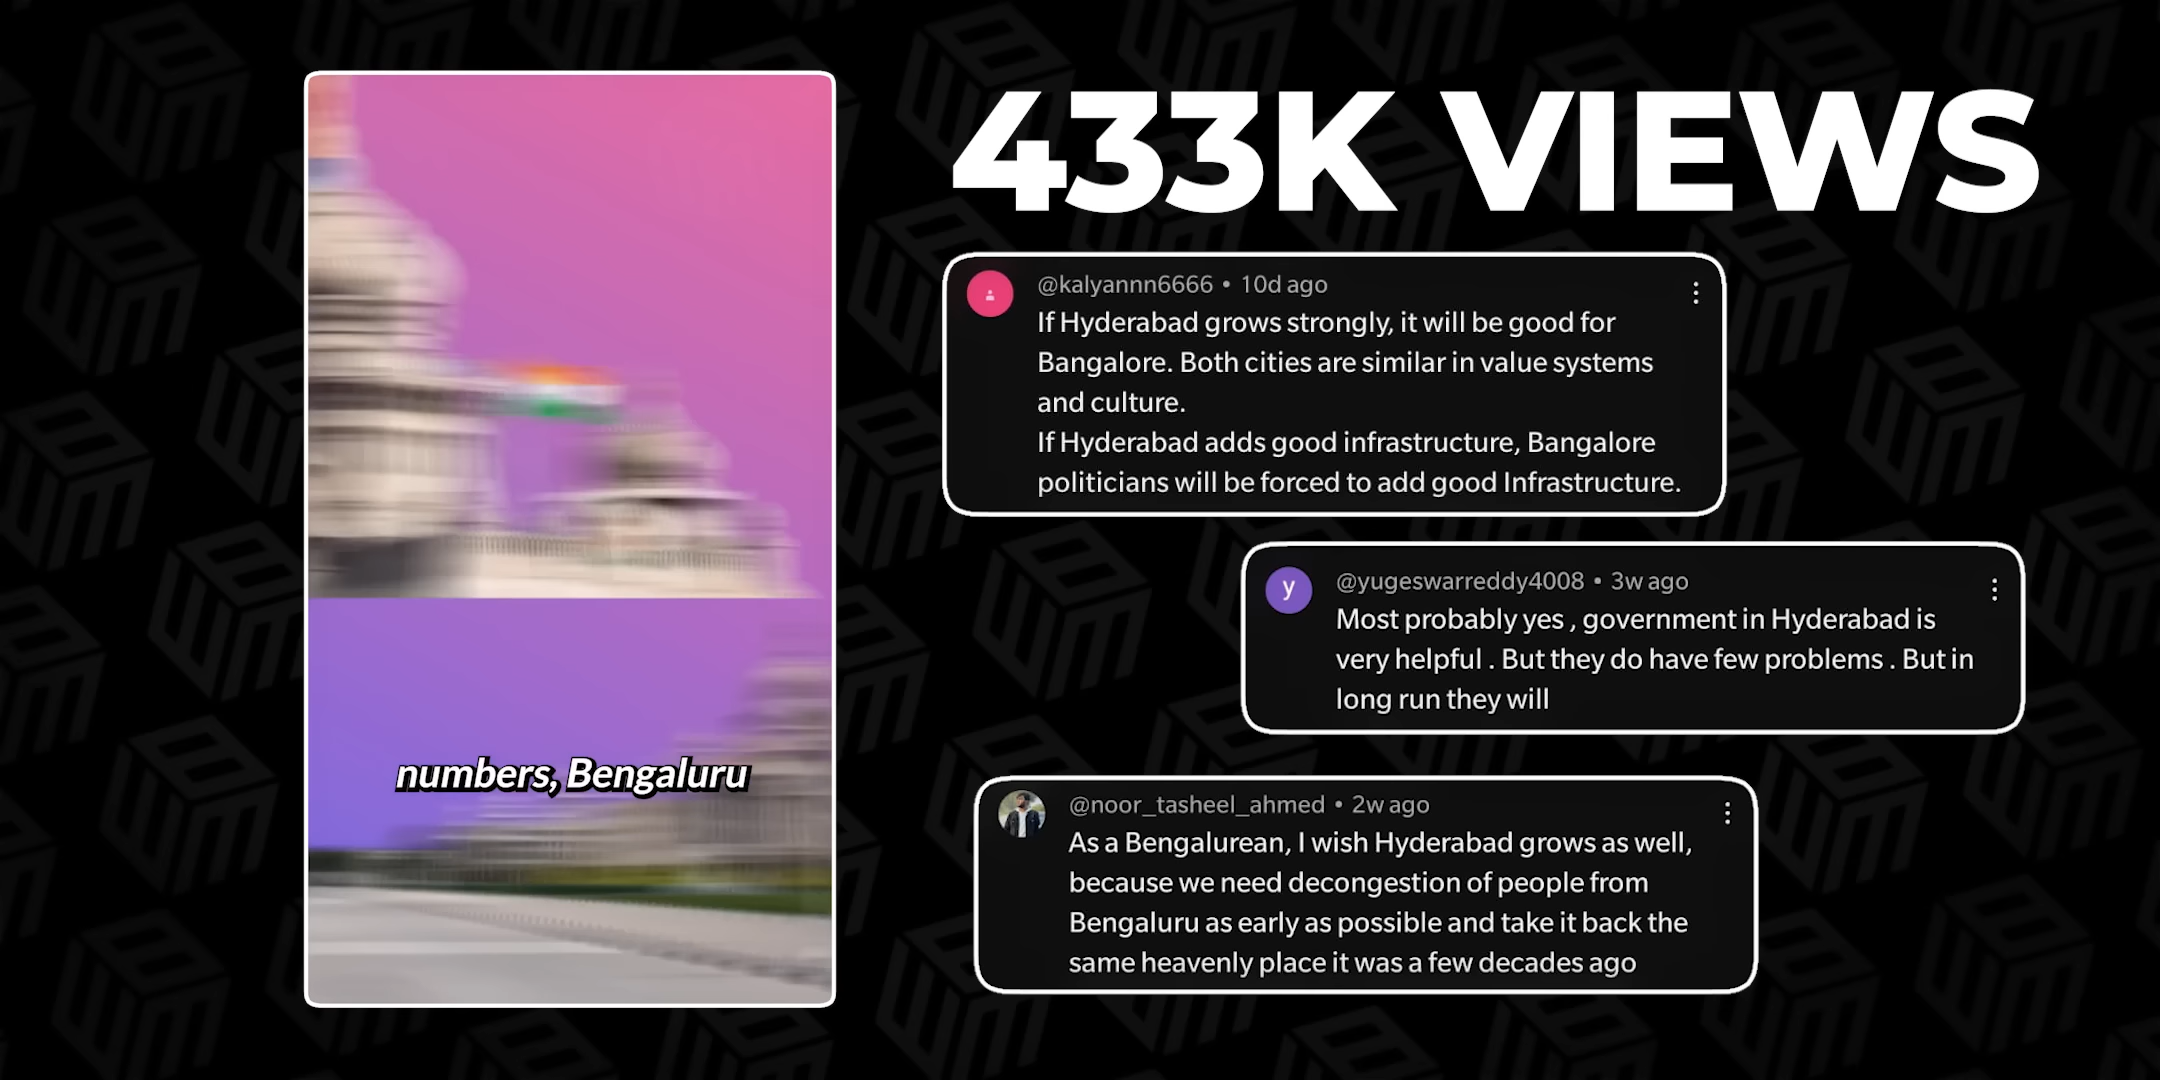 433K VIEWS
@kalyannn6666 • 10d ago
If Hyderabad grows strongly, it will be good for
Bangalore. Both cities are similar in value systems
and culture.
If Hyderabad adds good infrastructure, Bangalore
politicians will be forced to add good Infrastructure.
y
@yugeswarreddy4008 • 3w ago
Most probably yes , government in Hyderabad is
very helpful . But they do have few problems . But in
long run they will
numbers, Bengaluru
@noor_tasheel_ahmed • 2w ago
As a Bengalurean, I wish Hyderabad grows as well,
because we need decongestion of people from
Bengaluru as early as possible and take it back the
same heavenly place it was a few decades ago